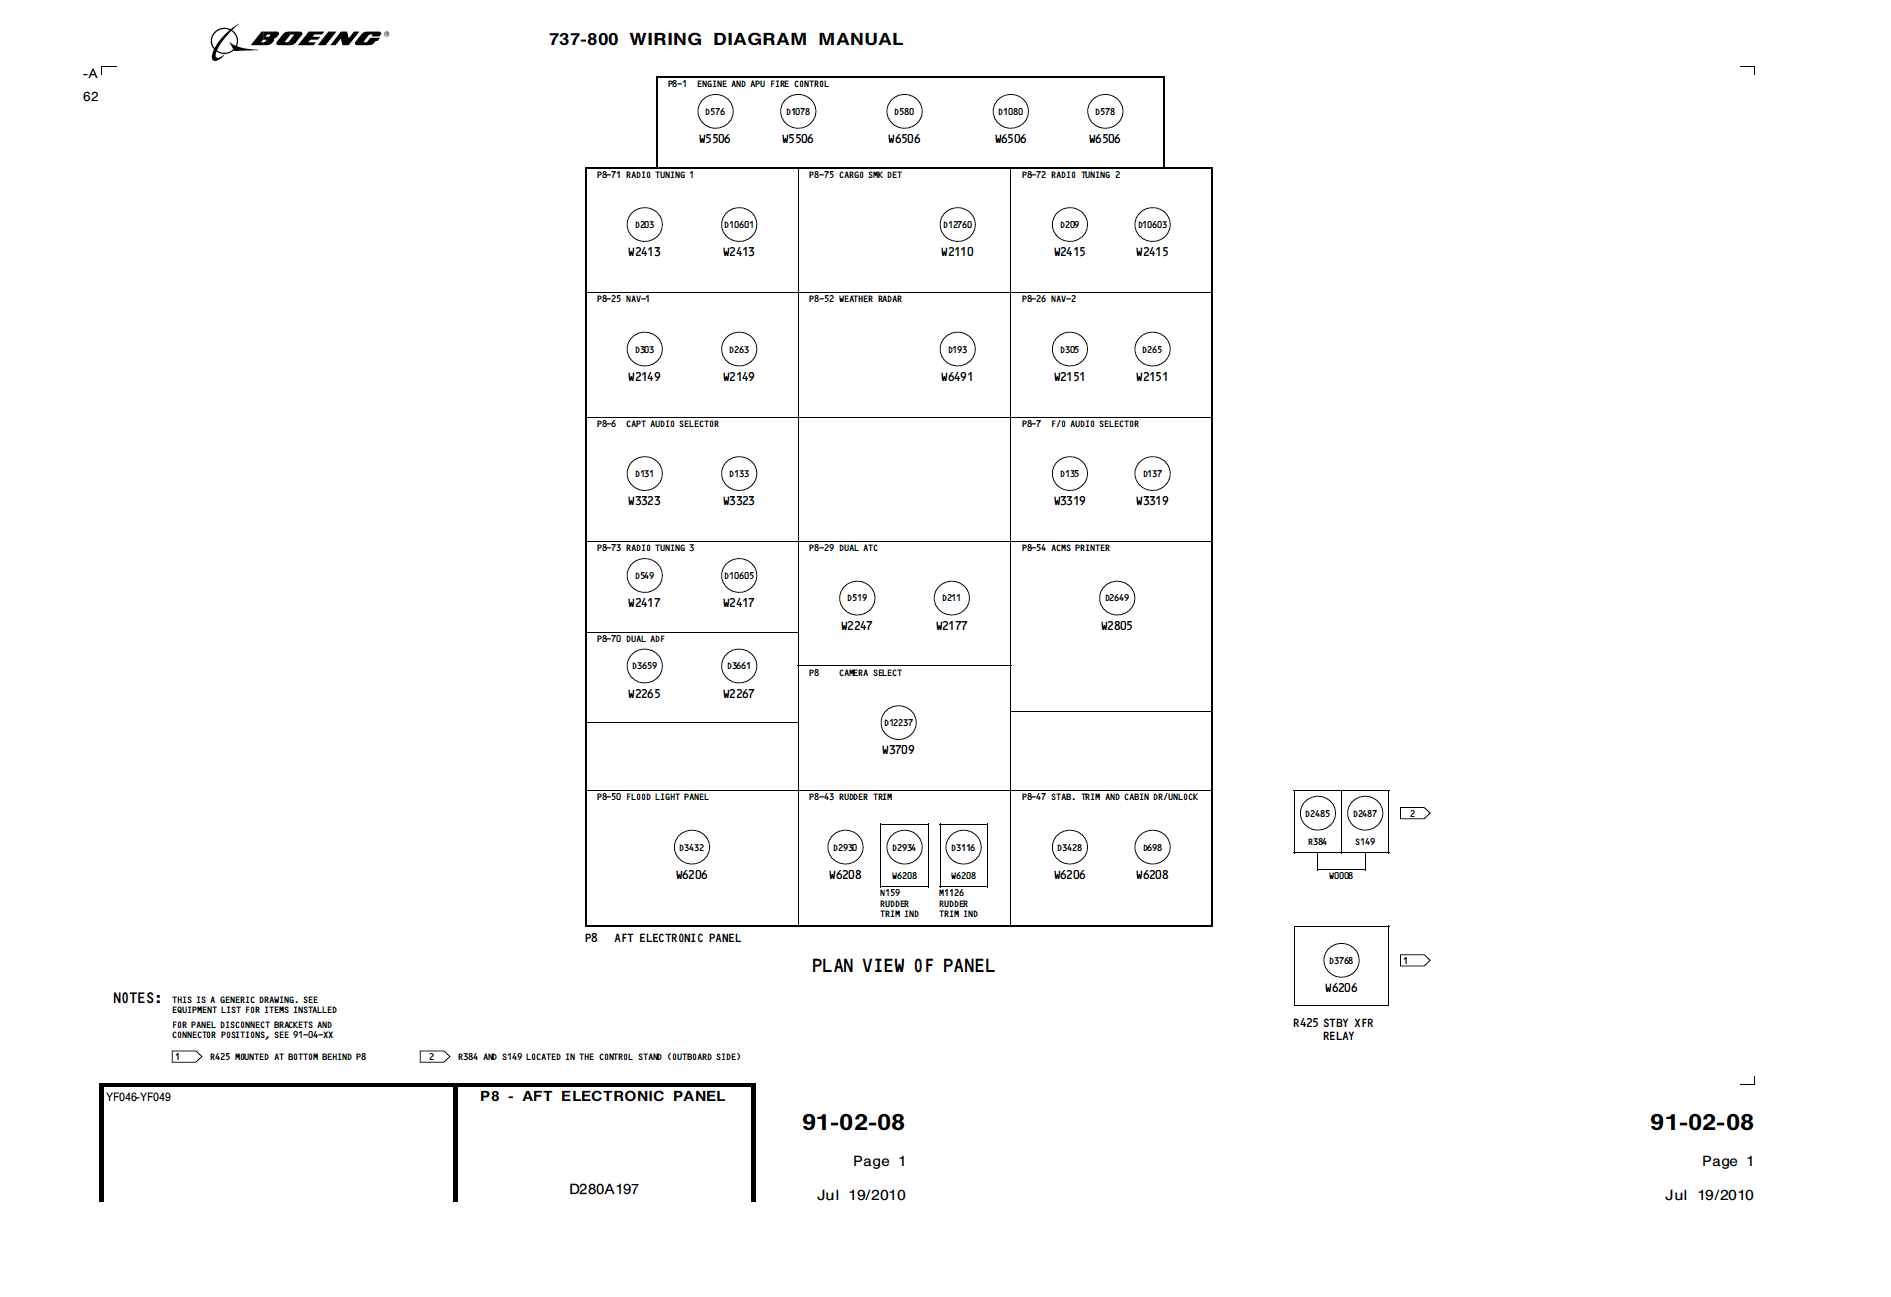 BOEING®
737-800 WIRING DIAGRAM MANUAL
-A
62
P8-1 ENGINE AND APU FIRE CONTROL
D576 D1078 D580 D1080 D578
W5506 W5506 W6506 W6506 W6506
P8-71 RADIO TUNING 1
D203 D10601
W2413 W2413
P8-75 CARGO SMK DET
D12760
W2110
P8-72 RADIO TUNING 2
D209 D10603
W2415 W2415
P8-25 NAV-1
D303 D263
W2149 W2149
P8-52 WEATHER RADAR
D193
W6491
P8-26 NAV-2
D305 D265
W2151 W2151
P8-6 CAPT AUDIO SELECTOR
D131 D133
W3323 W3323
P8-7 F/O AUDIO SELECTOR
D135 D137
W3319 W3319
P8-73 RADIO TUNING 3
D549 D10605
W2417 W2417
P8-29 DUAL ATC
D519 D211
W2247 W2177
P8-54 ACMS PRINTER
D2649
W2805
P8-70 DUAL ADF
D3659 D3661
W2265 W2267
P8 CAMERA SELECT
D12237
W3709
P8-50 FLOOD LIGHT PANEL
D3432
W6206
P8-43 RUDDER TRIM
D2930 D2934 D3116
W6208 W6208 W6208
N159 M1126
RUDDER RUDDER
TRIM IND TRIM IND
P8-47 STAB. TRIM AND CABIN DR/UNLOCK
D3428 D698
W6206 W6208
D2485 D2487 2
R384 S149
W0008
P8 AFT ELECTRONIC PANEL
PLAN VIEW OF PANEL
D3768 1
W6206
R425 STBY XFR
RELAY
NOTES: THIS IS A GENERIC DRAWING. SEE
EQUIPMENT LIST FOR ITEMS INSTALLED
FOR PANEL DISCONNECT BRACKETS AND
CONNECTOR POSITIONS, SEE 91-04-XX
1 R425 MOUNTED AT BOTTOM BEHIND P8
2 R384 AND S149 LOCATED IN THE CONTROL STAND (OUTBOARD SIDE)
YF046-YF049
P8 - AFT ELECTRONIC PANEL
D280A197
91-02-08
Page 1
Jul 19/2010
91-02-08
Page 1
Jul 19/2010